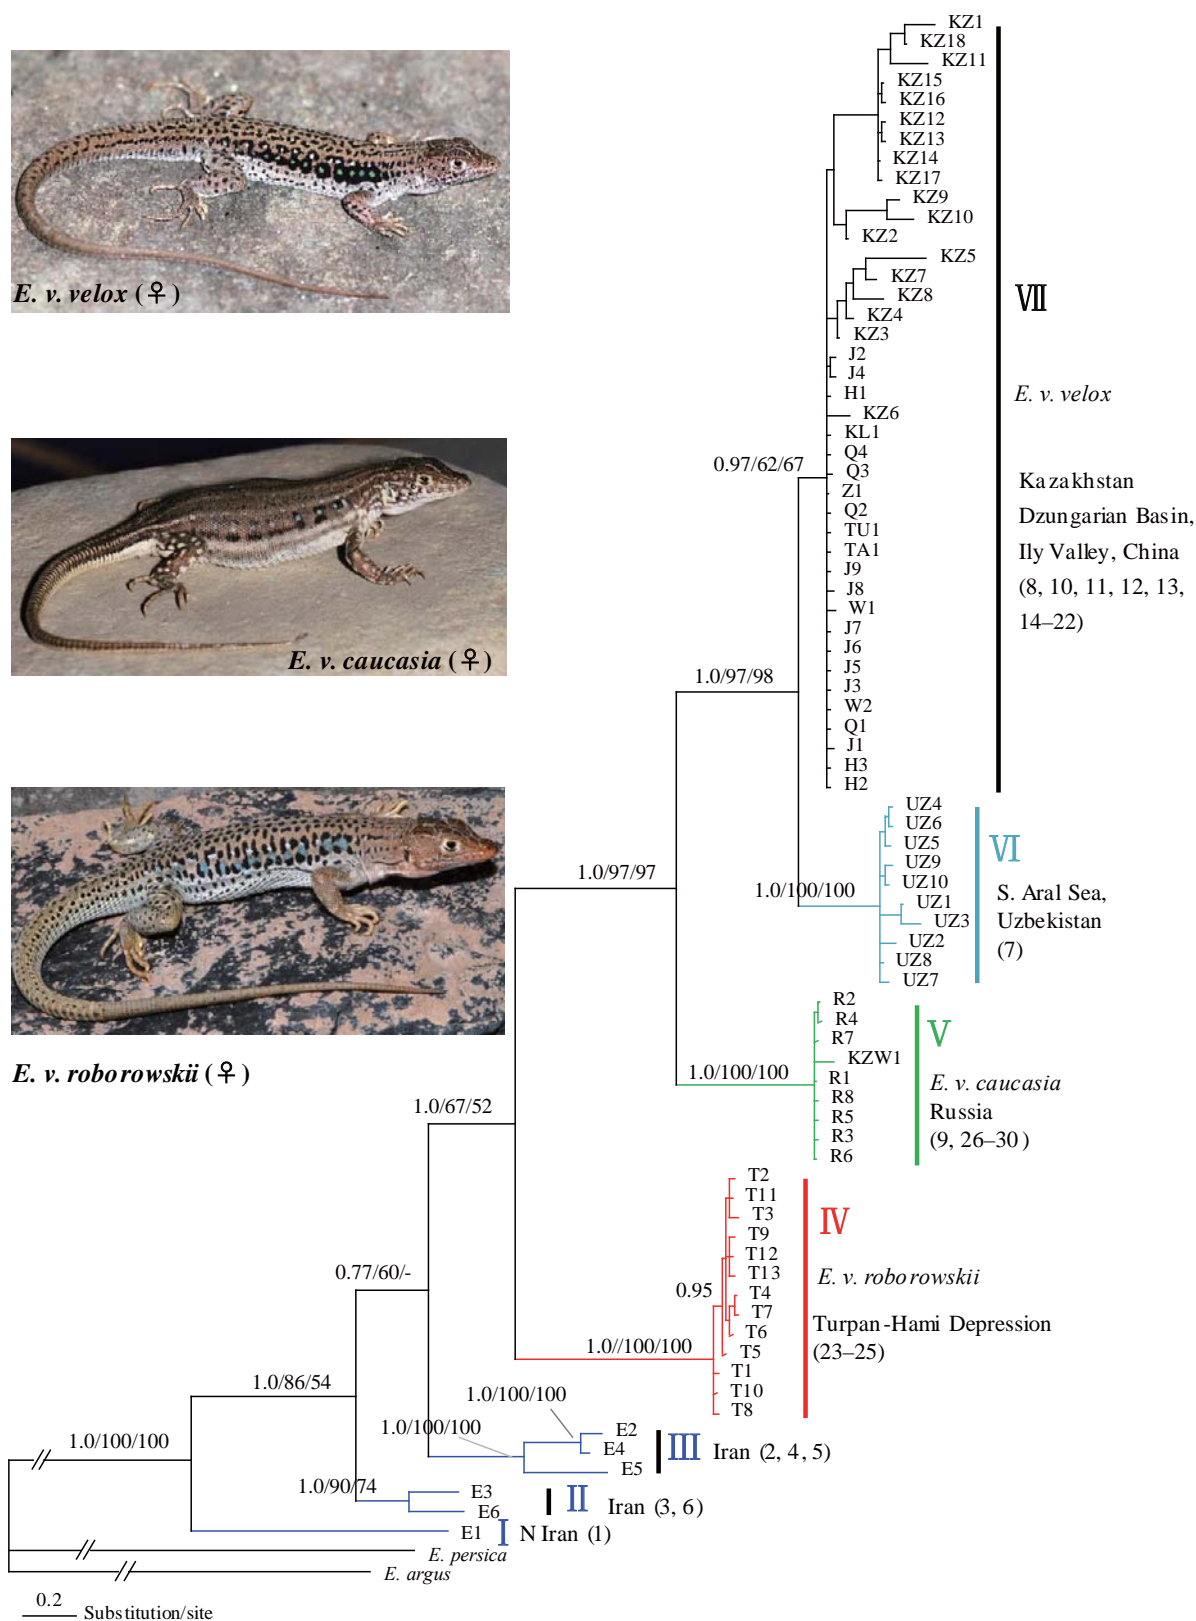 KZ1
KZ18
KZ11
KZ15
KZ16
KZ12
KZ13
KZ14
KZ17
KZ9
KZ10
KZ2
KZ5
KZ7
KZ8
KZ4
KZ3
J2
J4
H1
KZ6
KL1
Q4
Q3
Z1
Q2
TU1
TA1
J9
J8
W1
J7
J6
J5
J3
W2
Q1
J1
H3
H2
0.97/62/67
1.0/97/98
Ⅶ
E. v. velox
Kazakhstan
Dzungarian Basin,
Ily Valley, China
(8, 10, 11, 12, 13,
14–22)
E. v. velox (♀)
E. v. caucasia (♀)
E. v. roborowskii (♀)
UZ4
UZ6
UZ5
UZ9
UZ10
UZ1
UZ3
UZ2
UZ8
UZ7
1.0/97/97
1.0/100/100
Ⅵ
S. Aral Sea,
Uzbekistan
(7)
R2
R4
R7
KZW1
R1
R8
R5
R3
R6
1.0/100/100
Ⅴ
E. v. caucasia
Russia
(9, 26–30)
1.0/67/52
T2
T11
T3
T9
T12
T13
T4
T7
T6
T5
T1
T10
T8
0.95
1.0//100/100
Ⅳ
E. v. roborowskii
Turpan-Hami Depression
(23–25)
0.77/60/-
1.0/86/54
1.0/100/100
1.0/100/100
1.0/100/100
E2
E4
E5
Ⅲ Iran (2, 4, 5)
1.0/90/74
E3
E6
Ⅱ Iran (3, 6)
E1
Ⅰ N Iran (1)
E. persica
E. argus
0.2
Substitution/site